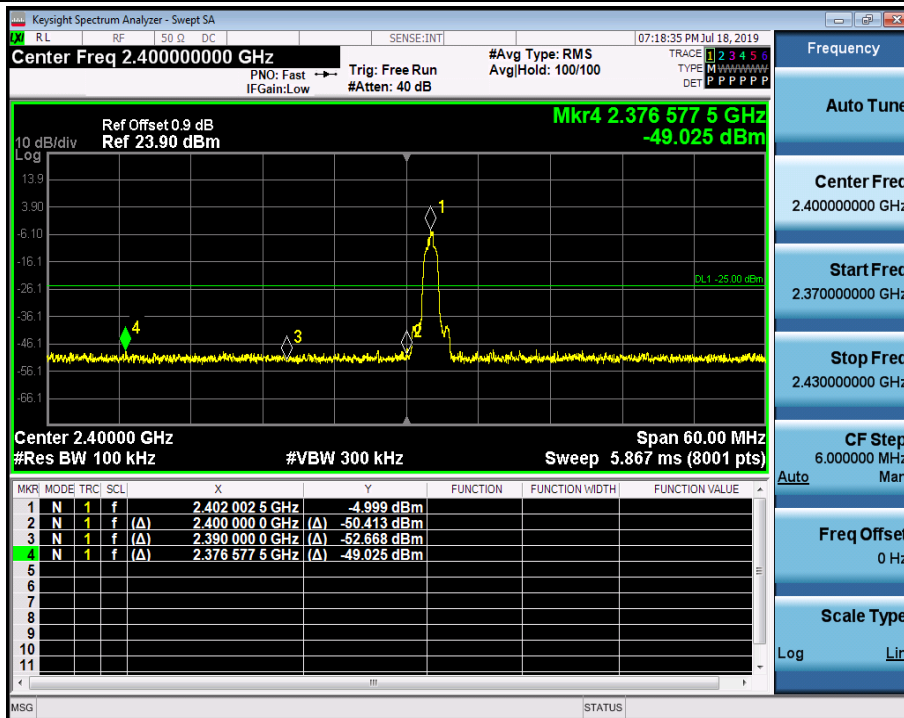 Keysight Spectrum Analyzer - Swept SA
LXI RL RF 50 Ω DC SENSE:INT 07:18:35 PM Jul 18, 2019
Center Freq 2.400000000 GHz
PNO: Fast
IFGain:Low
Trig: Free Run
#Atten: 40 dB
#Avg Type: RMS
Avg|Hold: 100/100
TRACE 1 2 3 4 5 6
TYPE M W W W W W
DET P P P P P P
Mkr4 2.376 577 5 GHz
-49.025 dBm
10 dB/div
Log
Ref Offset 0.9 dB
Ref 23.90 dBm
13.9
3.90
-6.10
-16.1
-26.1
-36.1
-46.1
-56.1
-66.1
1
DL1 -25.00 dBm
4
3
2
Center 2.40000 GHz
Span 60.00 MHz
#Res BW 100 kHz
#VBW 300 kHz
Sweep 5.867 ms (8001 pts)
MKR MODE TRC SCL X Y FUNCTION FUNCTION WIDTH FUNCTION VALUE
1 N 1 f 2.402 002 5 GHz -4.999 dBm
2 N 1 f (Δ) 2.400 000 0 GHz (Δ) -50.413 dBm
3 N 1 f (Δ) 2.390 000 0 GHz (Δ) -52.668 dBm
4 N 1 f (Δ) 2.376 577 5 GHz (Δ) -49.025 dBm
5
6
7
8
9
10
11
MSG
STATUS
Frequency
Auto Tune
Center Freq
2.400000000 GHz
Start Freq
2.370000000 GHz
Stop Freq
2.430000000 GHz
CF Step
6.000000 MHz
Auto Man
Freq Offset
0 Hz
Scale Type
Log Lin